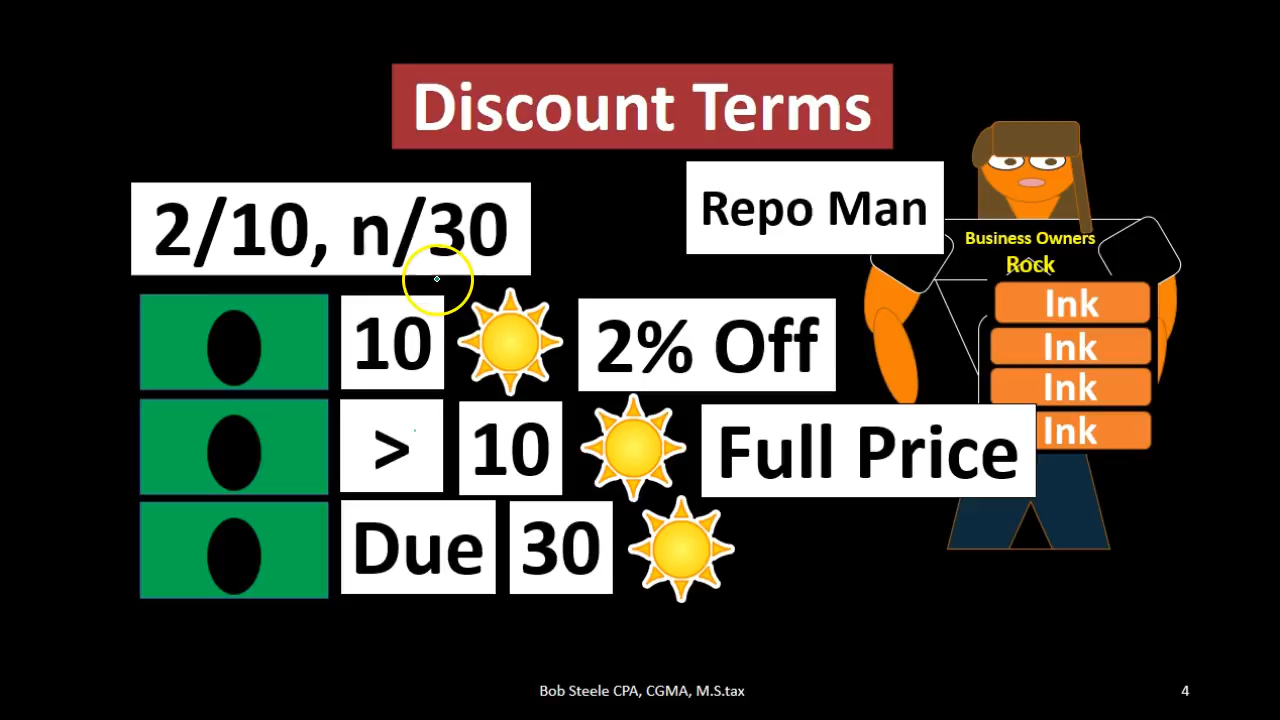 Discount Terms
2/10, n/30
Repo Man
Business Owners
Rock
Ink
Ink
Ink
Ink
10
2% Off
> 10
Full Price
Due 30
Bob Steele CPA, CGMA, M.S.tax
4